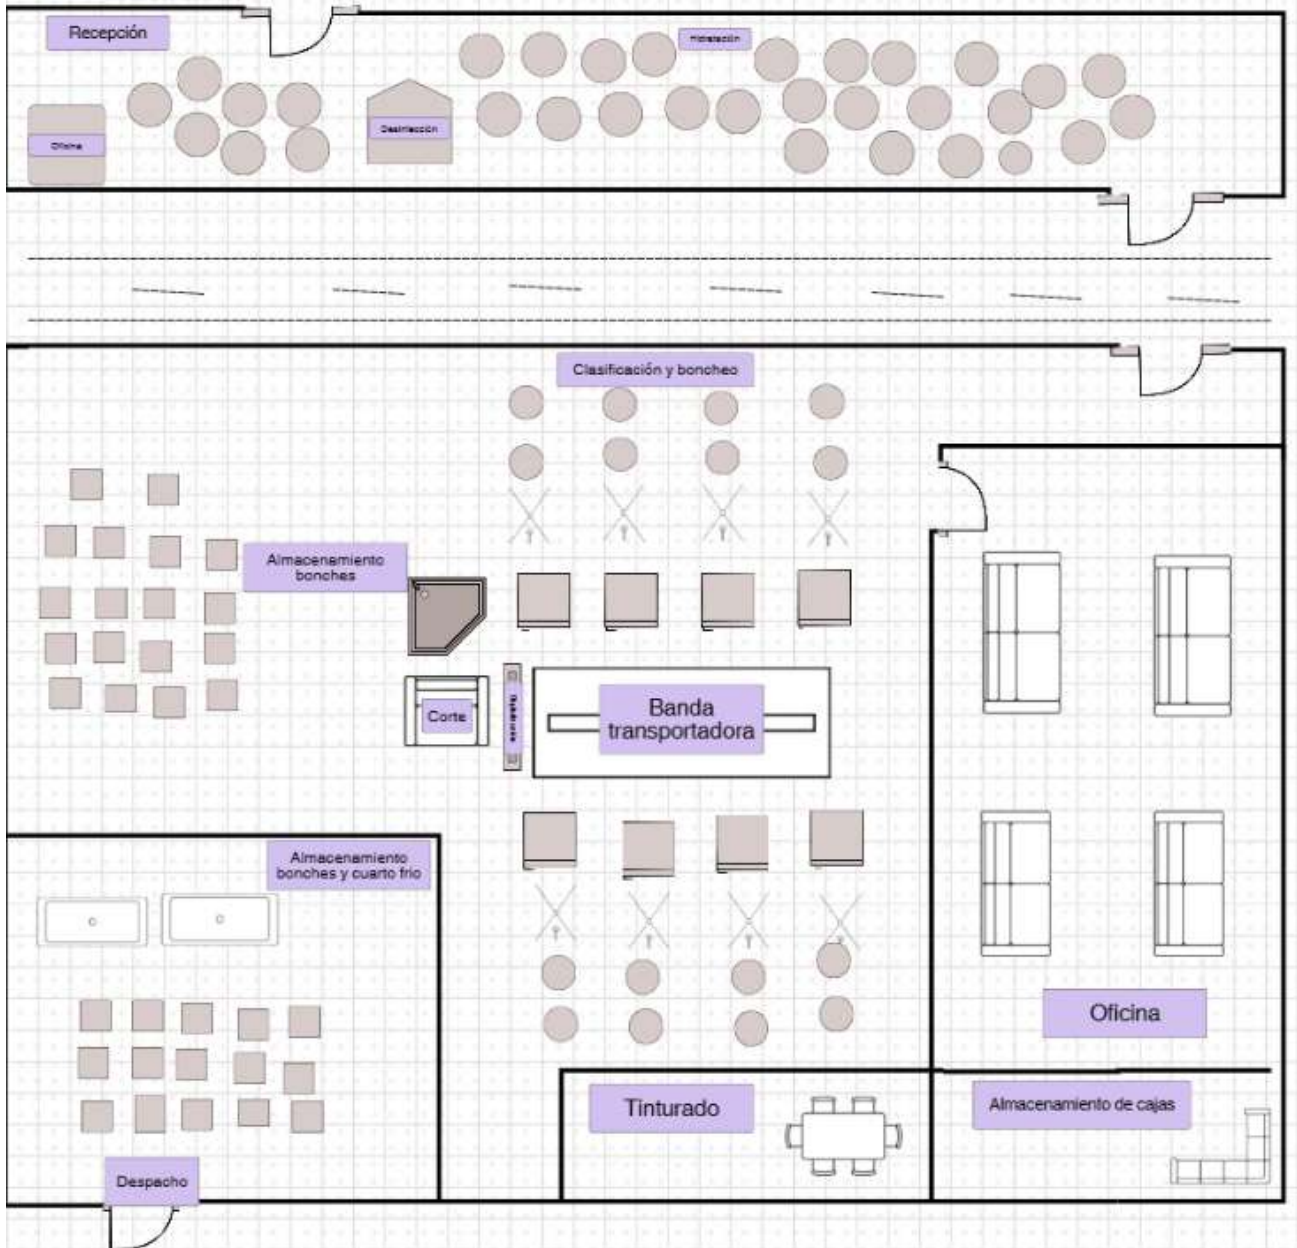 Recepción
Hidratación
Oficina
Desinfección
Clasificación y boncheo
Almacenamiento
bonches
Corte
Banda
transportadora
Almacenamiento
bonches y cuarto frio
Oficina
Tinturado
Almacenamiento de cajas
Despacho